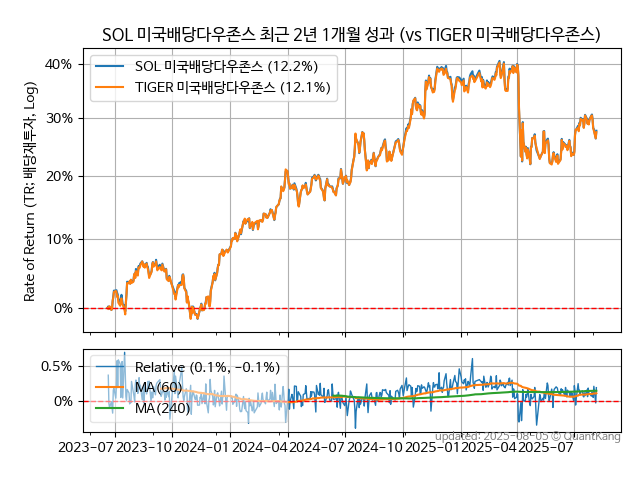 SOL 미국배당다우존스 최근 2년 1개월 성과 (vs TIGER 미국배당다우존스)
Rate of Return (TR: 배당재투자, Log)
40%
30%
20%
10%
0%
SOL 미국배당다우존스 (12.2%)
TIGER 미국배당다우존스 (12.1%)
0.5%
0%
Relative (0.1%, −0.1%)
MA(60)
MA(240)
2023-07 2023-10 2024-01 2024-04 2024-07 2024-10 2025-01 2025-04 2025-07
updated: 2025-08-05 © QuantKang